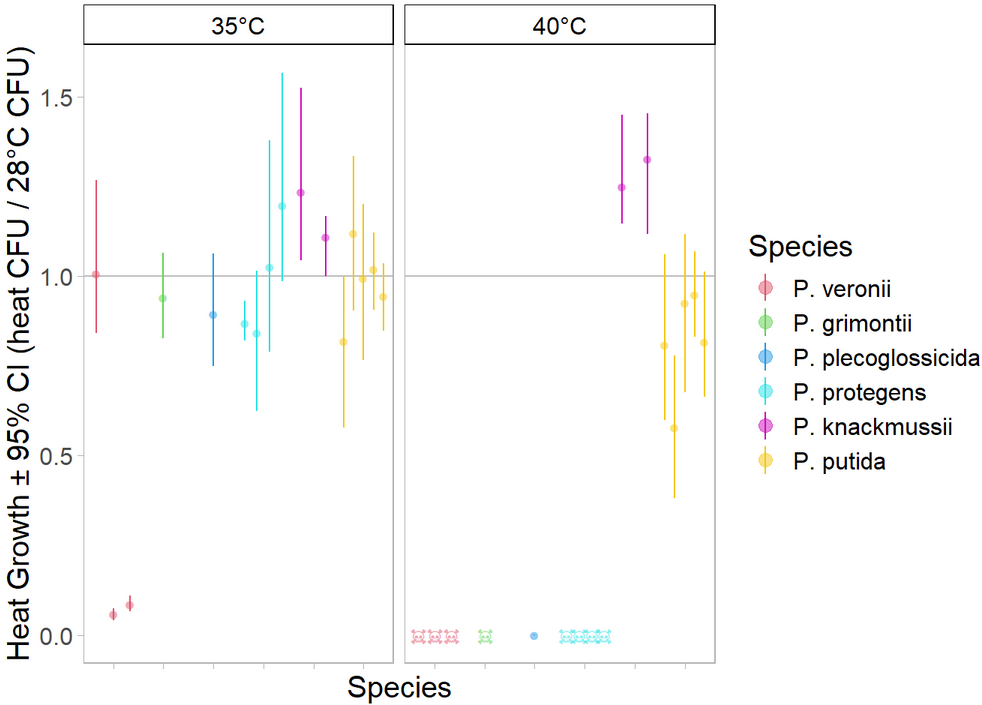 35°C
40°C
Heat Growth ± 95% CI (heat CFU / 28°C CFU)
1.5
1.0
0.5
0.0
Species
Species
P. veronii
P. grimontii
P. plecoglossicida
P. protegens
P. knackmussii
P. putida